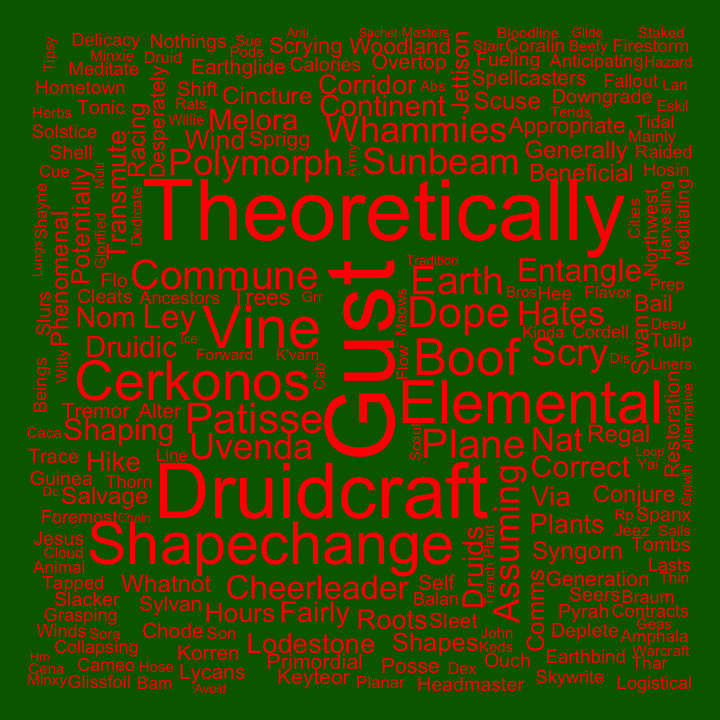 Tipsy
Delicacy
Nothings
Sue
Anti
Sachet
Masters
Bloodline
Glide
Staked
Minxie
Druid
Pods
Scrying
Woodland
Jettison
Stair
Coralin
Beefy
Firestorm
Meditate
Earthglide
Calories
Overtop
Fueling
Anticipating
Hazard
Hometown
Shift
Corridor
Abs
Spellcasters
Fallout
Lan
Herbs
Tonic
Racing
Desperately
Rats
Cincture
Continent
Scuse
Downgrade
Eskil
Solstice
Willie
Melora
Whammies
Appropriate
Tends
Tidal
Shell
Transmute
Wind
Sprigg
Army
Generally
Mainly
Raided
Cue
Multi
Potentially
Polymorph
Sunbeam
Beneficial
Hosin
Shayne
Dedicate
Theoretically
Cities
Northwest
Harvesting
Meditating
Lungs
Phenomenal
Glorified
Flo
Commune
Gust
Tradition
Earth
Entangle
Prep
Slurs
Cleats
Ancestors
Trees
Grr
Meows
Dope
Bros
Hee
Flavor
Bail
Nom
Ley
Vine
Hates
Kinda
Cordell
Swan
Desu
Witty
Druidic
Ice
Forward
K'varn
Cab
Flow
Boof
Scry
Dis
Tulip
Liners
Beings
Cerkonos
Elemental
Restoration
Alternative
Caca
Tremor
Alter
Patisse
Scout
Shaping
Uvenda
Plane
Nat
Regal
Loop
Trace
Hike
Line
Correct
Yai
Guinea
Thorn
Druidcraft
Assuming
Growth
Dc
Salvage
Via
Conjure
Foremost
Chain
Shapechange
Plants
Rp
Spanx
Jesus
Druids
Trench
Plant
Jeez
Sails
Cloud
Syngorn
Tombs
Animal
Lasts
Tapped
Whatnot
Cheerleader
Self
Comms
Generation
Thin
Slacker
Sylvan
Hours
Fairly
Balan
Seers
Braum
Grasping
Roots
Sleet
Pyrah
Contracts
Winds
Sora
Chode
Son
John
Deplete
Geas
Amphala
Collapsing
Korren
Lodestone
Shapes
Keds
Warcraft
Hm
Cameo
Hose
Primordial
Posse
Dex
Ouch
Earthbind
Thar
Cena
Lycans
Keyteor
Planar
Headmaster
Skywrite
Minxy
Glissfoil
Bam
Avoid
Logistical